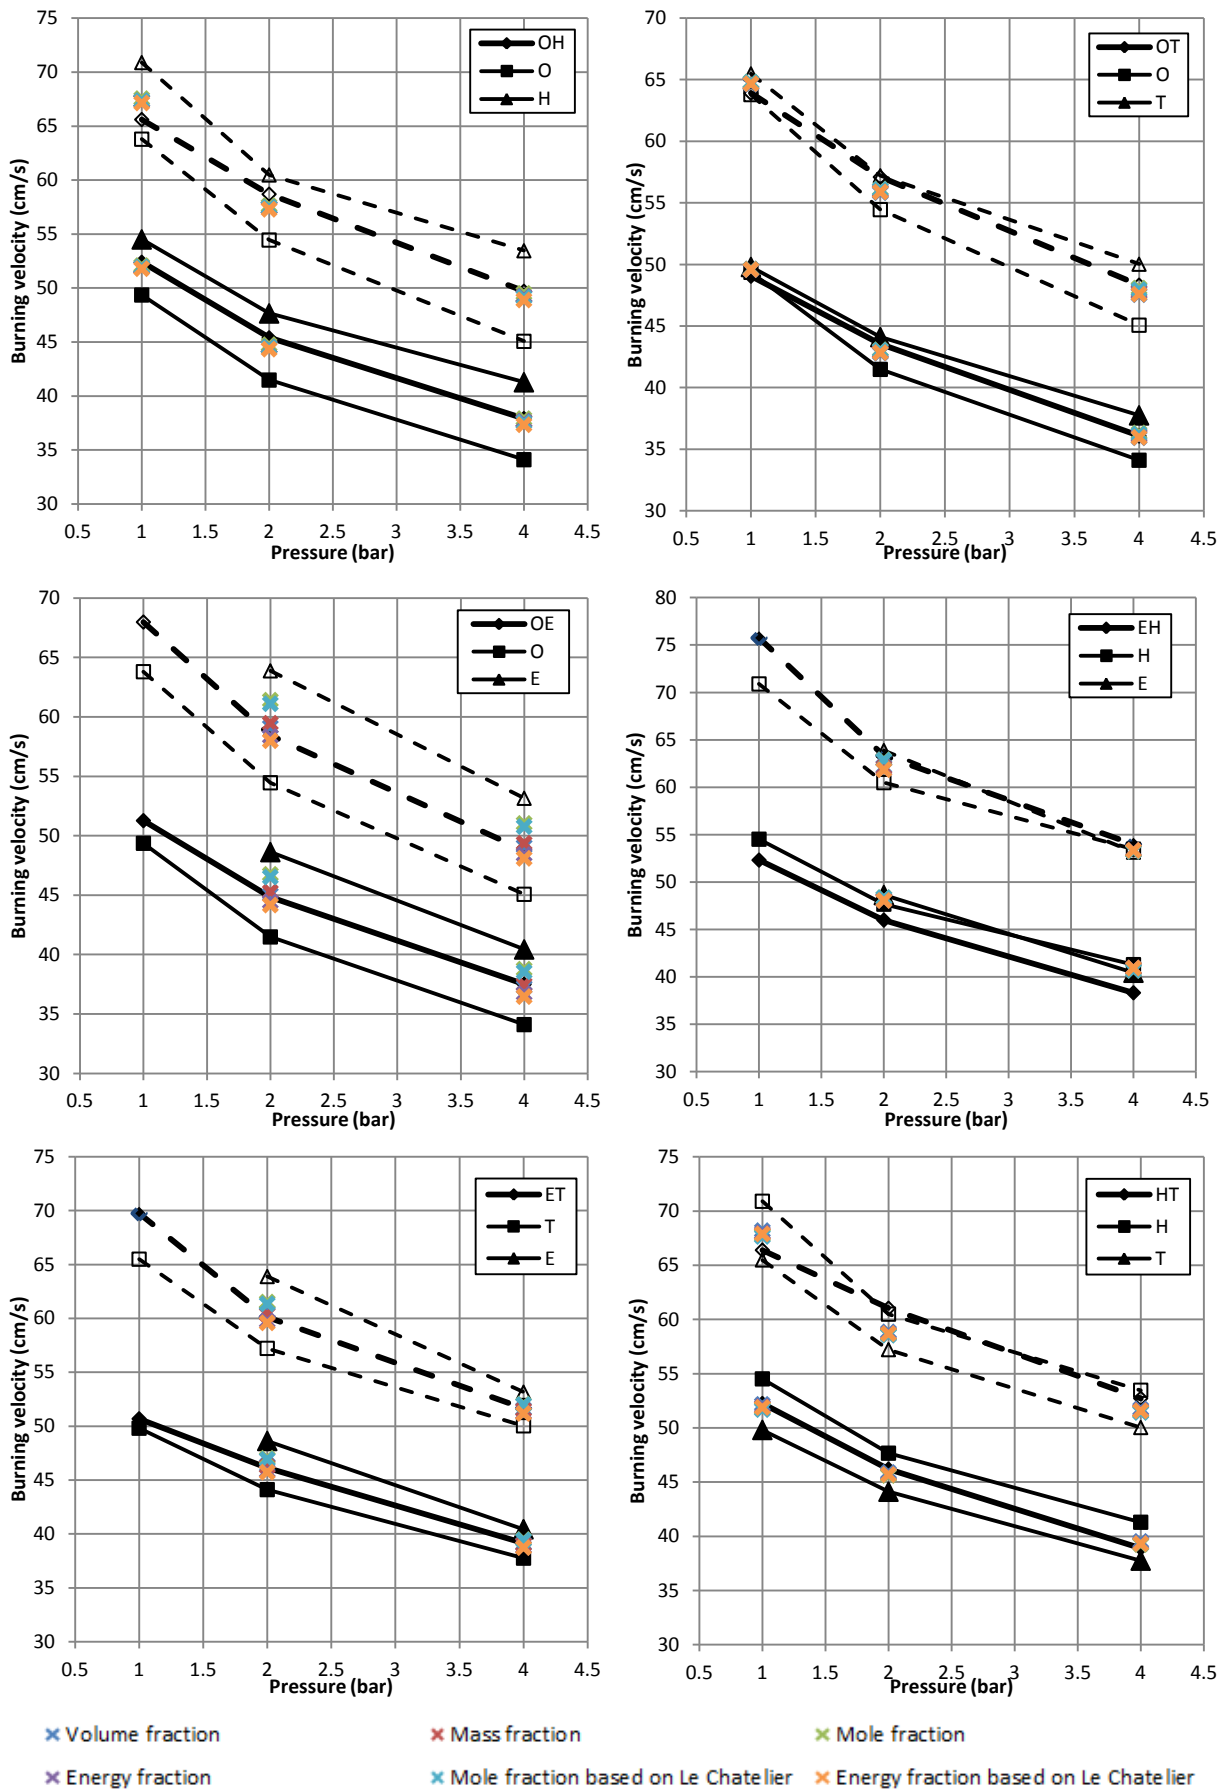 75
70
65
60
55
50
45
40
35
30
0.5 1 1.5 2 2.5 3 3.5 4 4.5
Burning velocity (cm/s)
Pressure (bar)
OH
O
H
70
65
60
55
50
45
40
35
30
0.5 1 1.5 2 2.5 3 3.5 4 4.5
Burning velocity (cm/s)
Pressure (bar)
OT
O
T
70
65
60
55
50
45
40
35
30
0.5 1 1.5 2 2.5 3 3.5 4 4.5
Burning velocity (cm/s)
Pressure (bar)
OE
O
E
80
75
70
65
60
55
50
45
40
35
30
0.5 1 1.5 2 2.5 3 3.5 4 4.5
Burning velocity (cm/s)
Pressure (bar)
EH
H
E
75
70
65
60
55
50
45
40
35
30
0.5 1 1.5 2 2.5 3 3.5 4 4.5
Burning velocity (cm/s)
Pressure (bar)
ET
T
E
75
70
65
60
55
50
45
40
35
30
0.5 1 1.5 2 2.5 3 3.5 4 4.5
Burning velocity (cm/s)
Pressure (bar)
HT
H
T
Volume fraction Mass fraction Mole fraction
Energy fraction Mole fraction based on Le Chatelier Energy fraction based on Le Chatelier